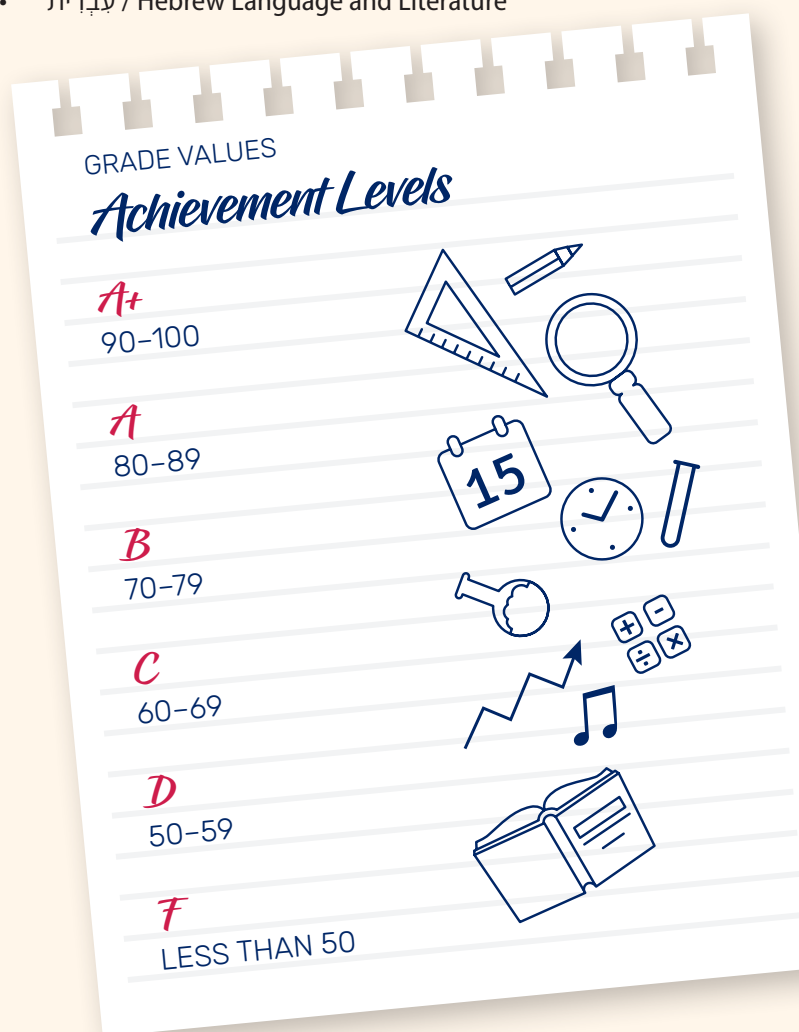 • עִבְרִית / Hebrew Language and Literature
GRADE VALUES
Achievement Levels
A+
90–100
A
80–89
B
70–79
C
60–69
D
50–59
F
LESS THAN 50
15
+ -
÷ ×